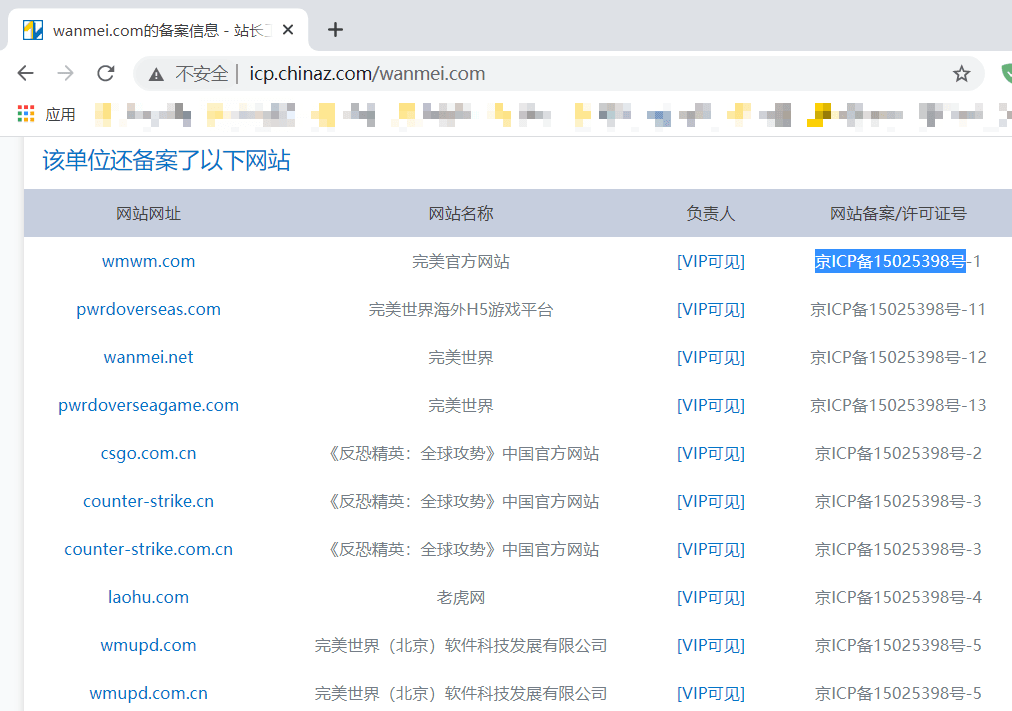 wanmei.com的备案信息 - 站长
不安全 | icp.chinaz.com/wanmei.com
应用
该单位还备案了以下网站
网站网址 网站名称 负责人 网站备案/许可证号
wmwm.com 完美官方网站 [VIP可见] 京ICP备15025398号-1
pwrdoverseas.com 完美世界海外H5游戏平台 [VIP可见] 京ICP备15025398号-11
wanmei.net 完美世界 [VIP可见] 京ICP备15025398号-12
pwrdoverseagame.com 完美世界 [VIP可见] 京ICP备15025398号-13
csgo.com.cn 《反恐精英：全球攻势》中国官方网站 [VIP可见] 京ICP备15025398号-2
counter-strike.cn 《反恐精英：全球攻势》中国官方网站 [VIP可见] 京ICP备15025398号-3
counter-strike.com.cn 《反恐精英：全球攻势》中国官方网站 [VIP可见] 京ICP备15025398号-3
laohu.com 老虎网 [VIP可见] 京ICP备15025398号-4
wmupd.com 完美世界（北京）软件科技发展有限公司 [VIP可见] 京ICP备15025398号-5
wmupd.com.cn 完美世界（北京）软件科技发展有限公司 [VIP可见] 京ICP备15025398号-5